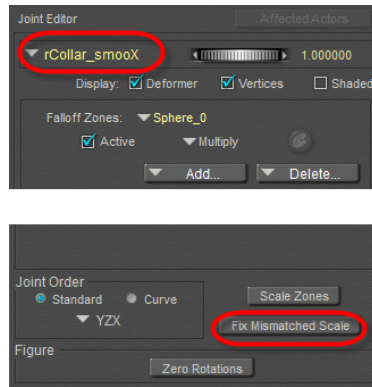 Joint Editor
Affected Actors
rCollar_smooX 1.000000
Display: Deformer Vertices Shaded
Falloff Zones: Sphere_0
Active Multiply
Add... Delete...
Joint Order
Standard Curve Scale Zones
YZX Fix Mismatched Scale
Figure
Zero Rotations